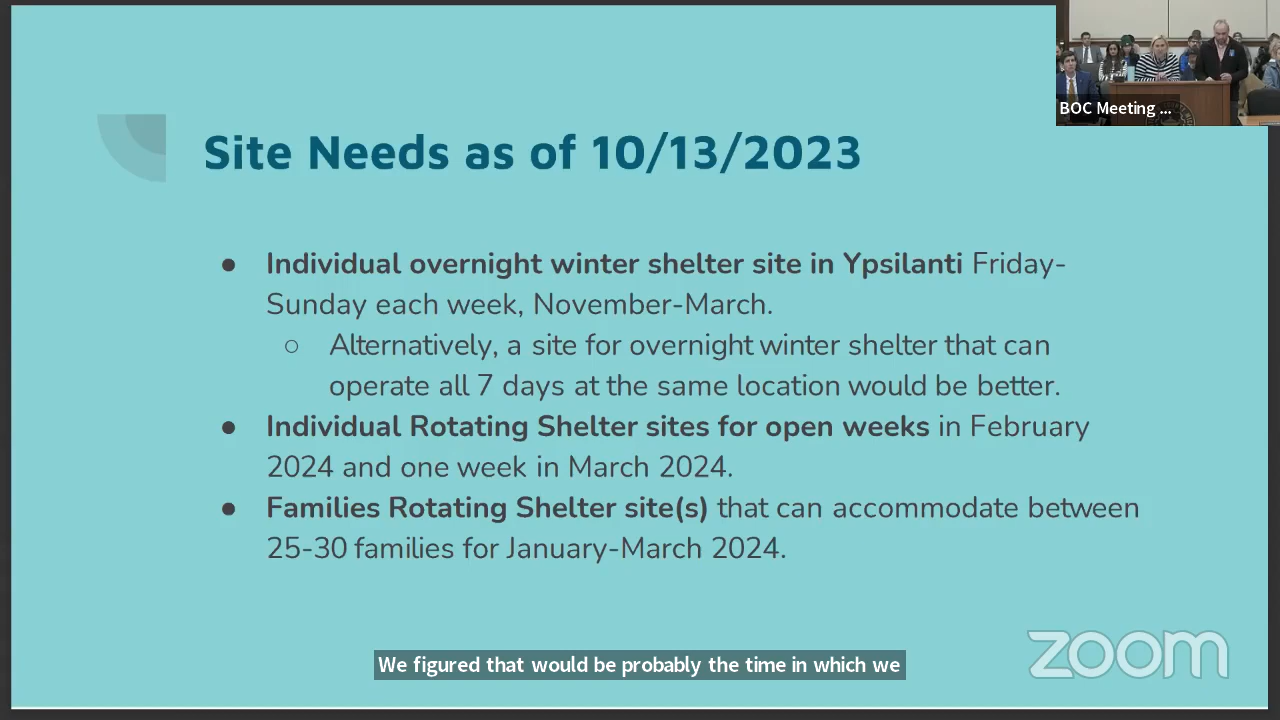 BOC Meeting ...
Site Needs as of 10/13/2023
● Individual overnight winter shelter site in Ypsilanti Friday-
Sunday each week, November-March.
○ Alternatively, a site for overnight winter shelter that can
operate all 7 days at the same location would be better.
● Individual Rotating Shelter sites for open weeks in February
2024 and one week in March 2024.
● Families Rotating Shelter site(s) that can accommodate between
25-30 families for January-March 2024.
zoom
We figured that would be probably the time in which we